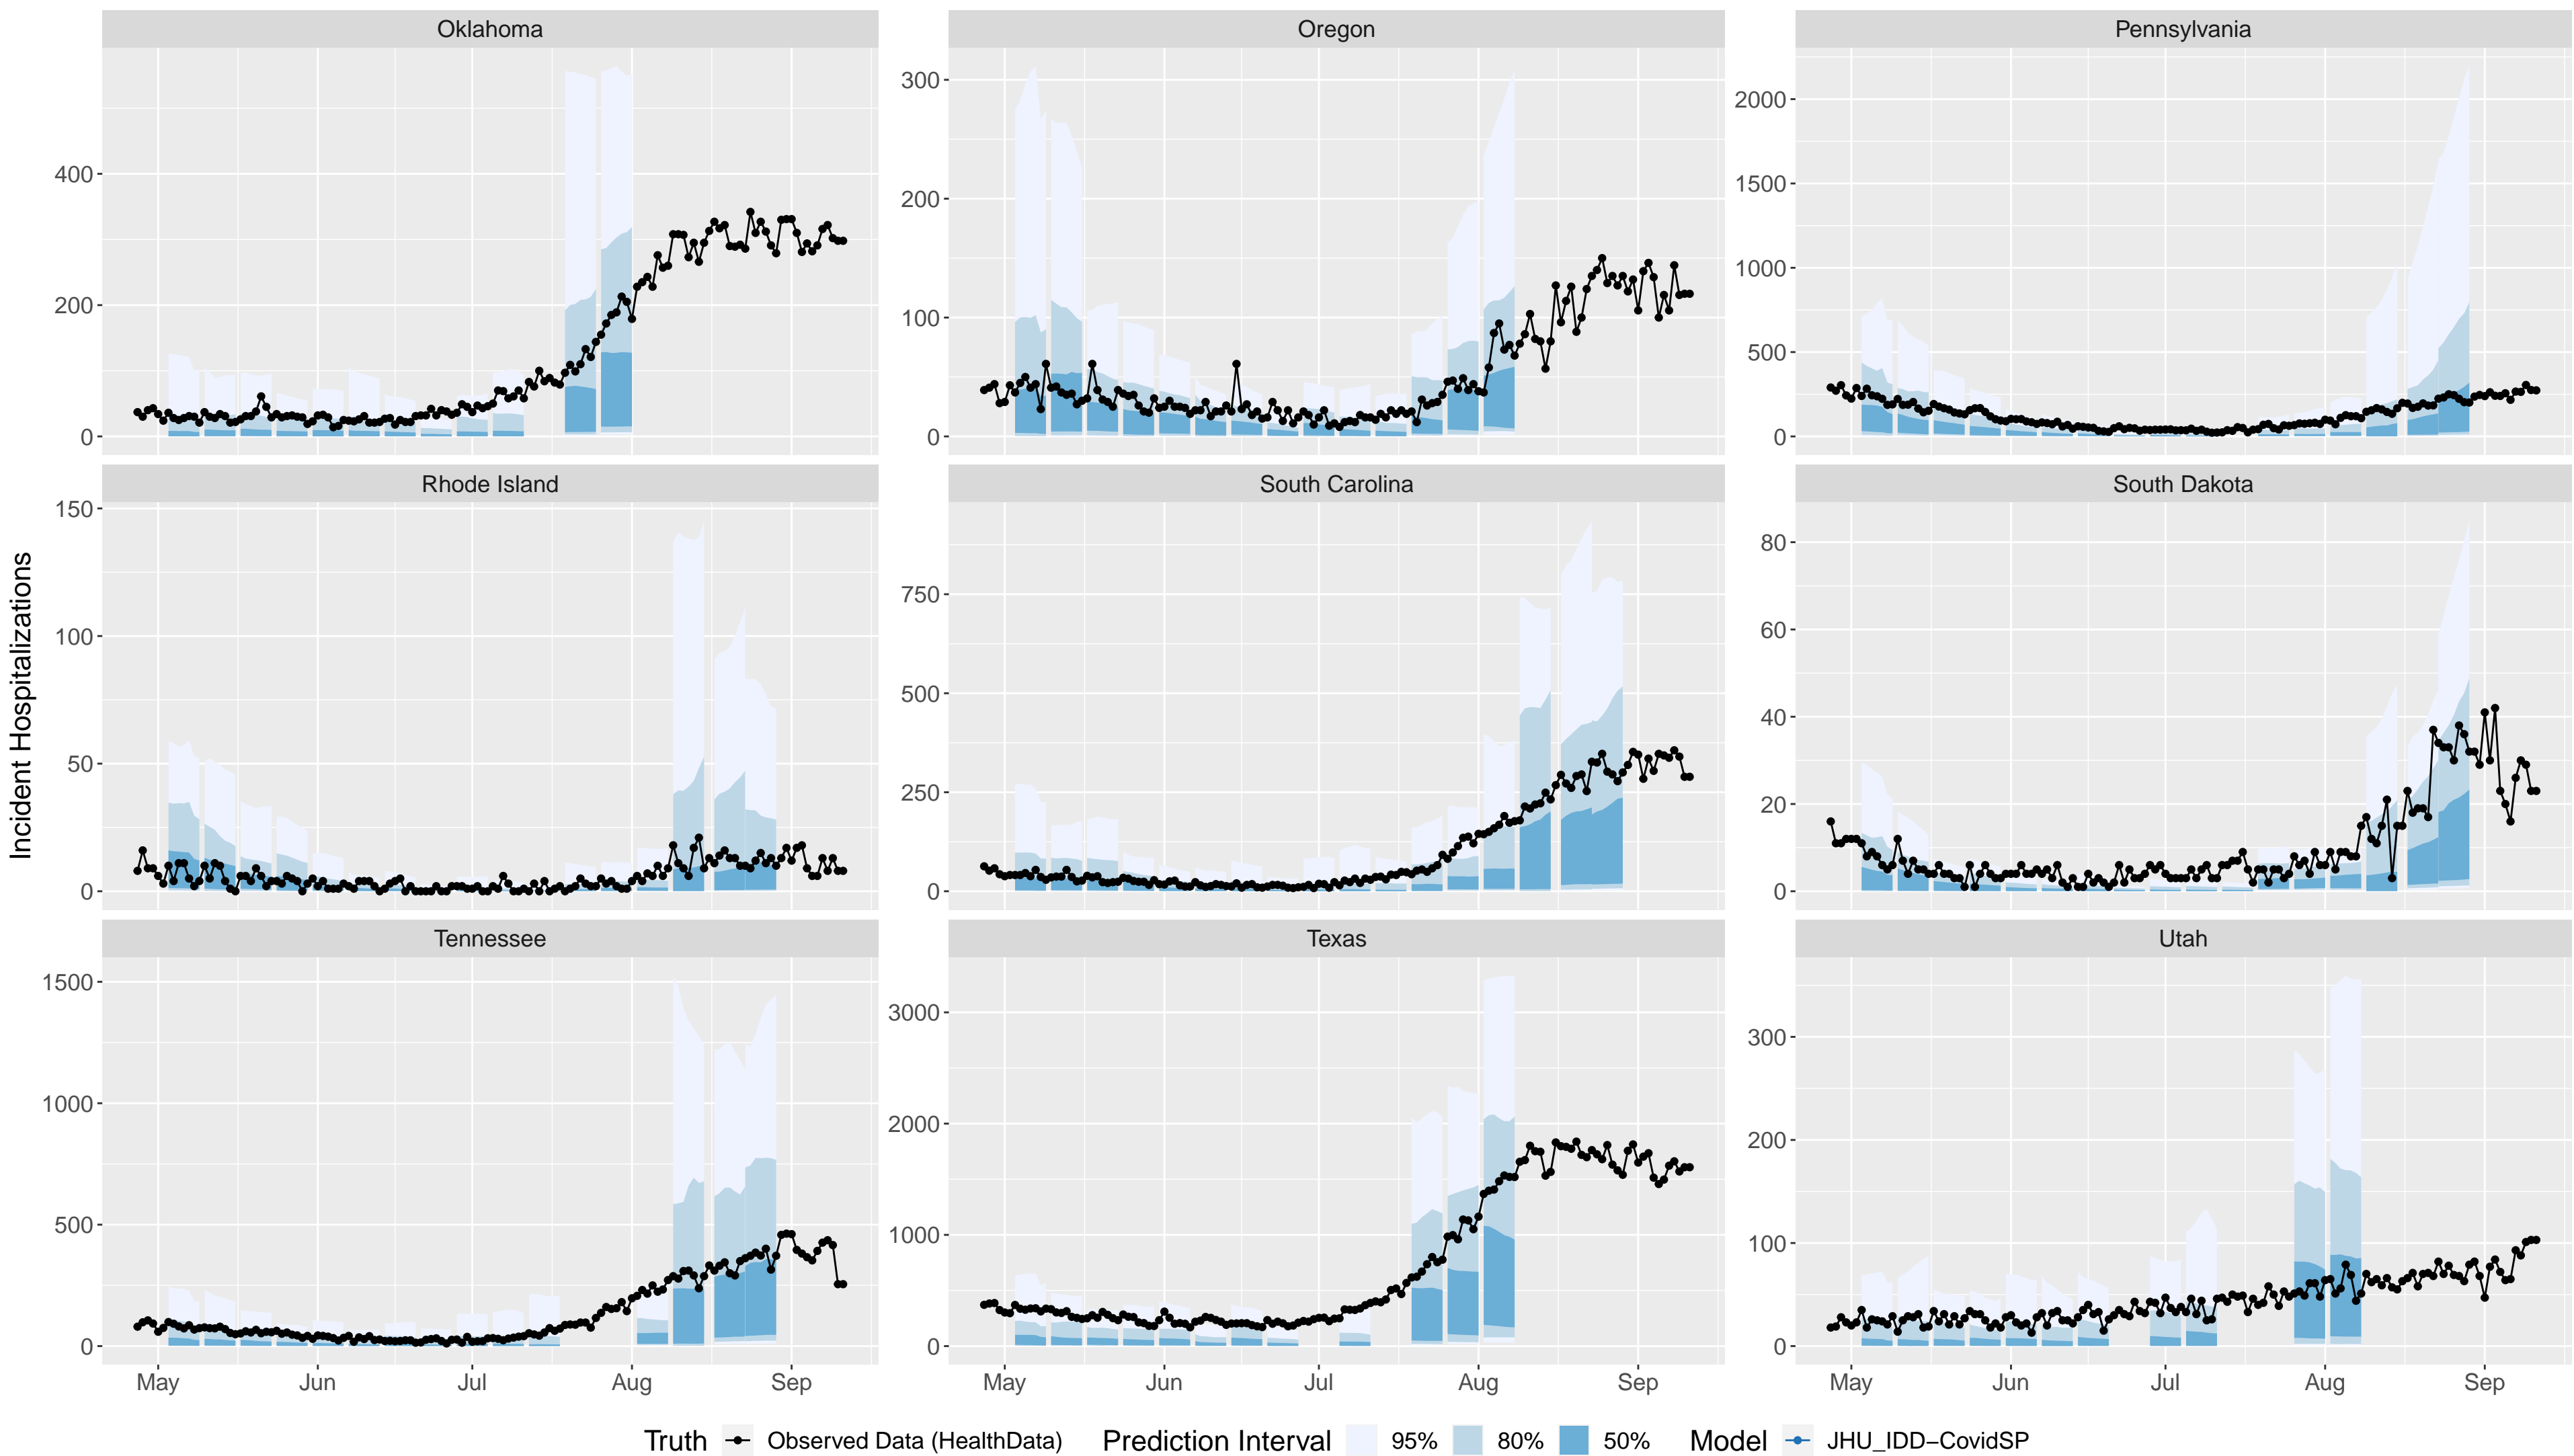 Oklahoma
Oregon
Pennsylvania
400
200
0
300
200
100
0
2000
1500
1000
500
0
Rhode Island
South Carolina
South Dakota
150
100
50
0
750
500
250
0
80
60
40
20
0
Incident Hospitalizations
Tennessee
Texas
Utah
1500
1000
500
0
3000
2000
1000
0
300
200
100
0
May Jun Jul Aug Sep
May Jun Jul Aug Sep
May Jun Jul Aug Sep
Truth Observed Data (HealthData) Prediction Interval 95% 80% 50% Model JHU_IDD−CovidSP